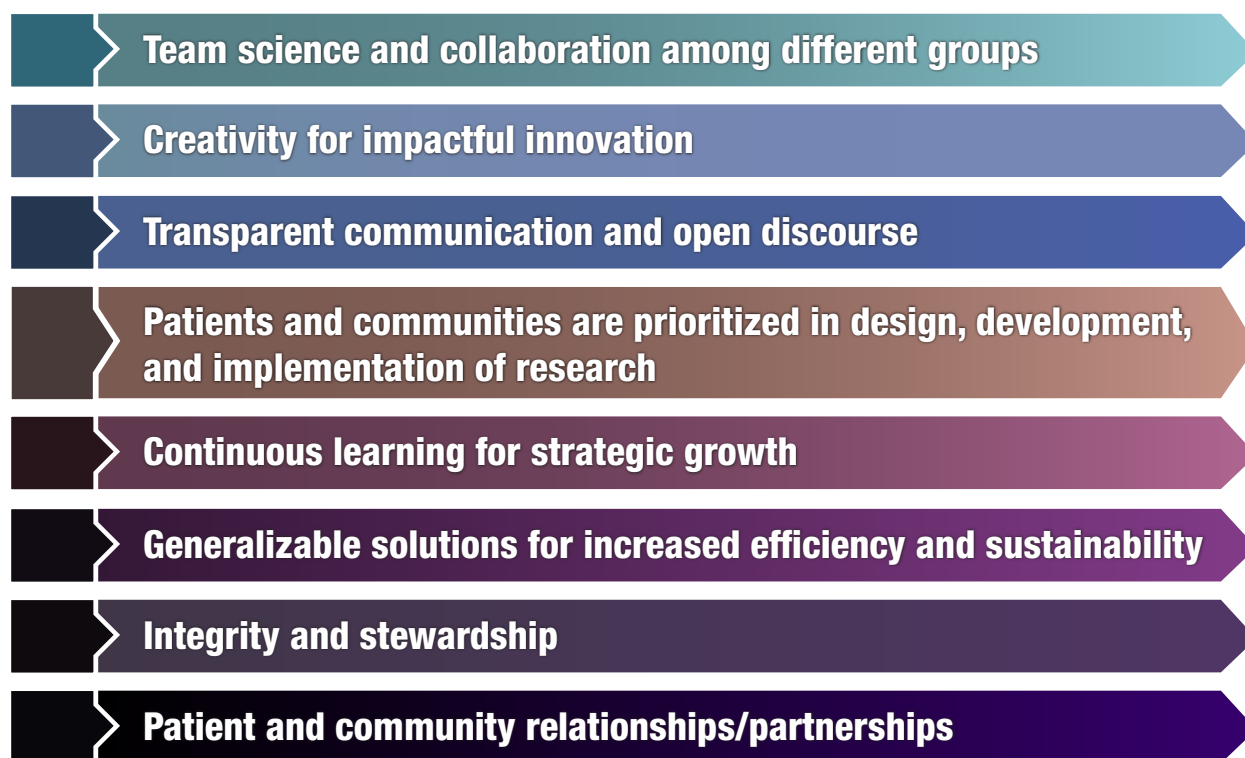 Team science and collaboration among different groups
Creativity for impactful innovation
Transparent communication and open discourse
Patients and communities are prioritized in design, development,
and implementation of research
Continuous learning for strategic growth
Generalizable solutions for increased efficiency and sustainability
Integrity and stewardship
Patient and community relationships/partnerships